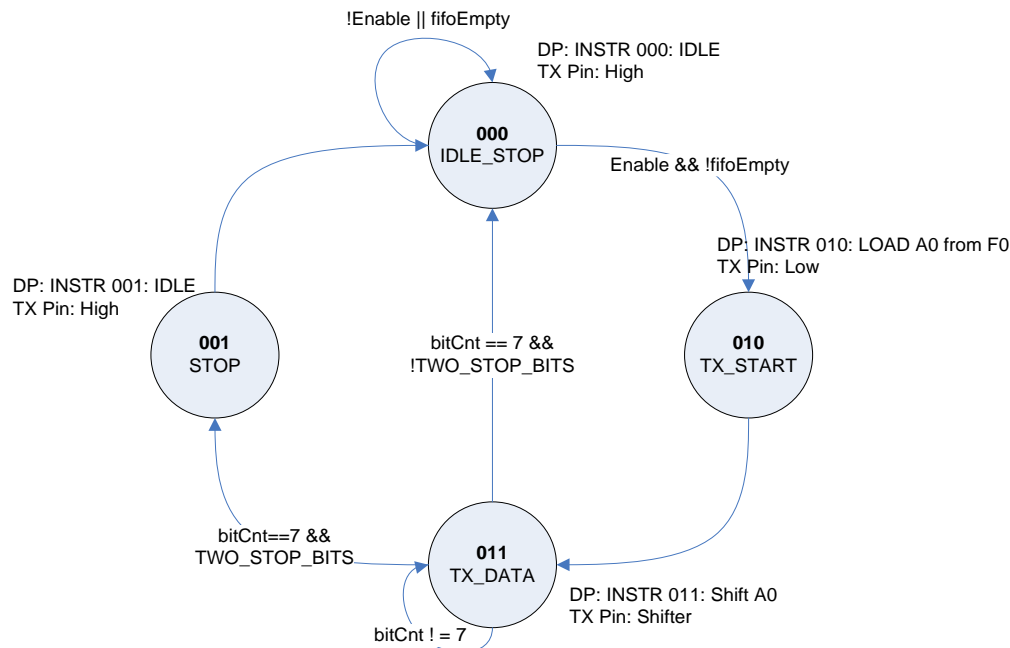 !Enable || fifoEmpty
DP: INSTR 000: IDLE
TX Pin: High
000
IDLE_STOP
Enable && !fifoEmpty
DP: INSTR 010: LOAD A0 from F0
TX Pin: Low
DP: INSTR 001: IDLE
TX Pin: High
001
STOP
bitCnt == 7 &&
!TWO_STOP_BITS
010
TX_START
bitCnt==7 &&
TWO_STOP_BITS
011
TX_DATA
DP: INSTR 011: Shift A0
TX Pin: Shifter
bitCnt ! = 7